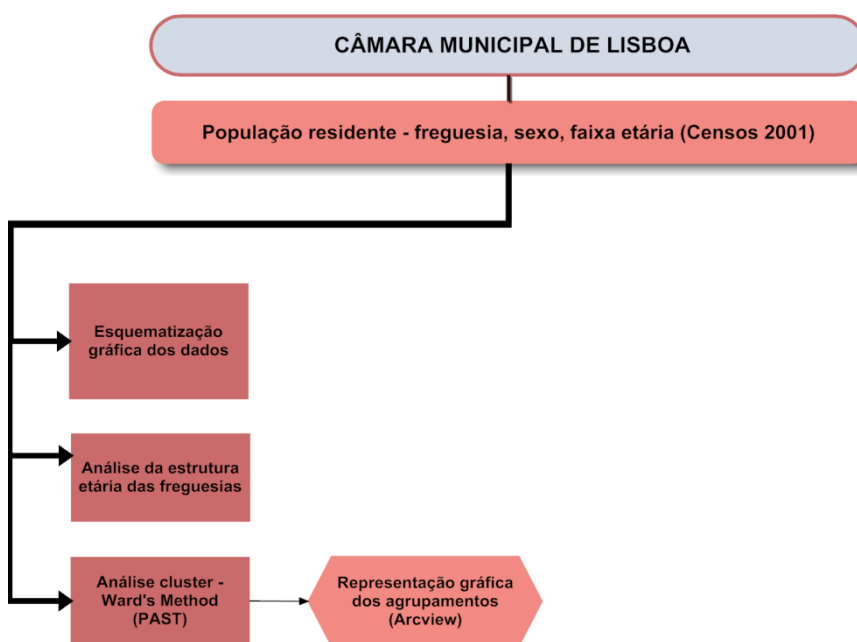 CÂMARA MUNICIPAL DE LISBOA
População residente - freguesia, sexo, faixa etária (Censos 2001)
Esquematização
gráfica dos dados
Análise da estrutura
etária das freguesias
Análise cluster -
Ward's Method
(PAST)
Representação gráfica
dos agrupamentos
(Arcview)